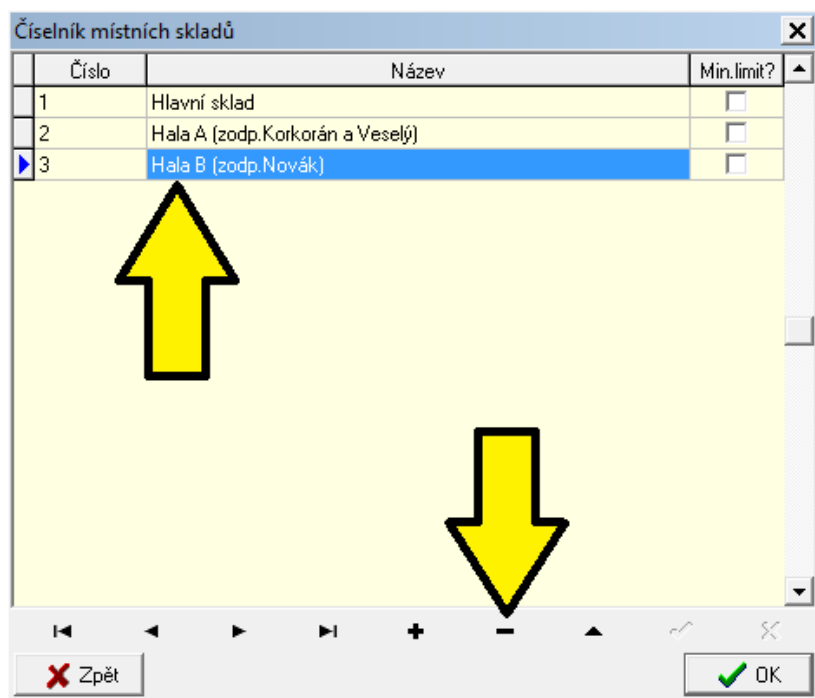 Číselník místních skladů
Číslo Název Min.limit?
1 Hlavní sklad
2 Hala A (zodp.Korkorán a Veselý)
3 Hala B (zodp.Novák)
Zpět OK